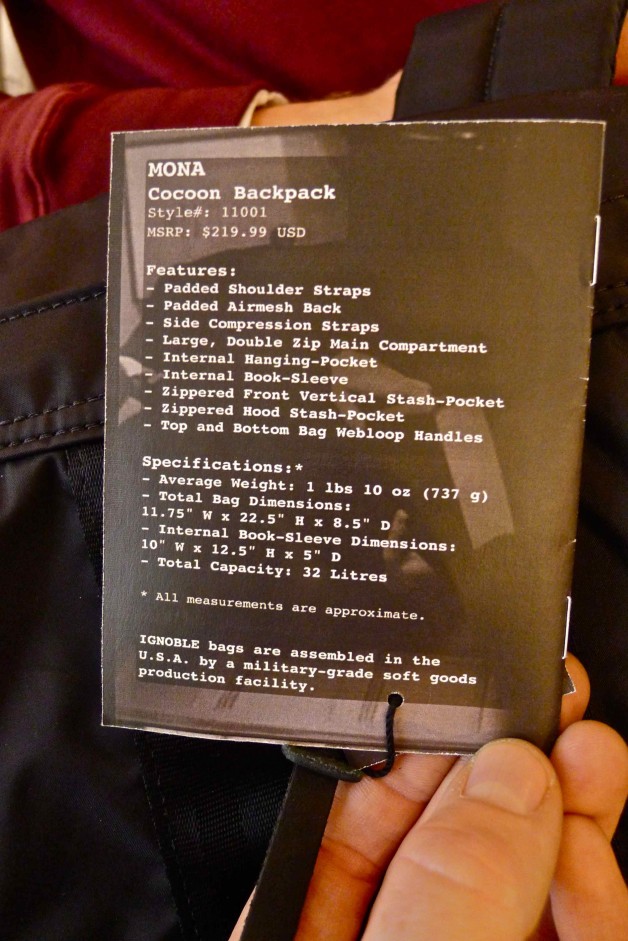 MONA
Cocoon Backpack
Style#: 11001
MSRP: $219.99 USD
Features:
- Padded Shoulder Straps
- Padded Airmesh Back
- Side Compression Straps
- Large, Double Zip Main Compartment
- Internal Hanging-Pocket
- Internal Book-Sleeve
- Zippered Front Vertical Stash-Pocket
- Zippered Hood Stash-Pocket
- Top and Bottom Bag Webloop Handles
Specifications:*
- Average Weight: 1 lbs 10 oz (737 g)
- Total Bag Dimensions:
11.75" W x 22.5" H x 8.5" D
- Internal Book-Sleeve Dimensions:
10" W x 12.5" H x 5" D
- Total Capacity: 32 Litres
* All measurements are approximate.
IGNOBLE bags are assembled in the
U.S.A. by a military-grade soft goods
production facility.